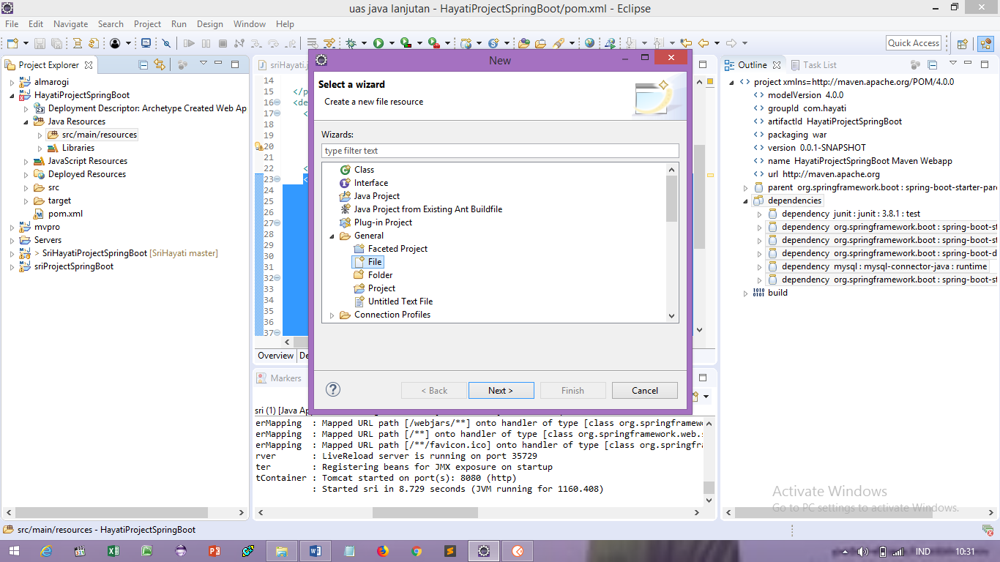 uas java lanjutan - HayatiProjectSpringBoot/pom.xml - Eclipse
File Edit Navigate Search Project Run Design Window Help
Quick Access
Project Explorer
almarogi
HayatiProjectSpringBoot
Deployment Descriptor: Archetype Created Web Ap
Java Resources
src/main/resources
Libraries
JavaScript Resources
Deployed Resources
src
target
pom.xml
mvpro
Servers
> SriHayatiProjectSpringBoot [SriHayati master]
sriProjectSpringBoot
sriHayati.j
14
15 </p
16 <de
17 <
18
19
20
21
22 <
23 <
24
25
26
27
28
29
30
31
32
33
34
35
36
37
Overview De
New
Select a wizard
Create a new file resource
Wizards:
type filter text
Class
Interface
Java Project
Java Project from Existing Ant Buildfile
Plug-in Project
General
Faceted Project
File
Folder
Project
Untitled Text File
Connection Profiles
< Back Next > Finish Cancel
Markers
sri (1) [Java Ap
erMapping : Mapped URL path [/webjars/**] onto handler of type [class org.springframew
erMapping : Mapped URL path [/**] onto handler of type [class org.springframework.web.
erMapping : Mapped URL path [/**/favicon.ico] onto handler of type [class org.springfr
rver : LiveReload server is running on port 35729
ter : Registering beans for JMX exposure on startup
tContainer : Tomcat started on port(s): 8080 (http)
: Started sri in 8.729 seconds (JVM running for 1160.408)
Outline Task List
project xmlns=http://maven.apache.org/POM/4.0.0
modelVersion 4.0.0
groupId com.hayati
artifactId HayatiProjectSpringBoot
packaging war
version 0.0.1-SNAPSHOT
name HayatiProjectSpringBoot Maven Webapp
url http://maven.apache.org
parent org.springframework.boot : spring-boot-starter-par
dependencies
dependency junit : junit : 3.8.1 : test
dependency org.springframework.boot : spring-boot-st
dependency org.springframework.boot : spring-boot-st
dependency org.springframework.boot : spring-boot-d
dependency mysql : mysql-connector-java : runtime
dependency org.springframework.boot : spring-boot-st
build
Activate Windows
Go to PC settings to activate Windows.
src/main/resources - HayatiProjectSpringBoot
IND 10:31